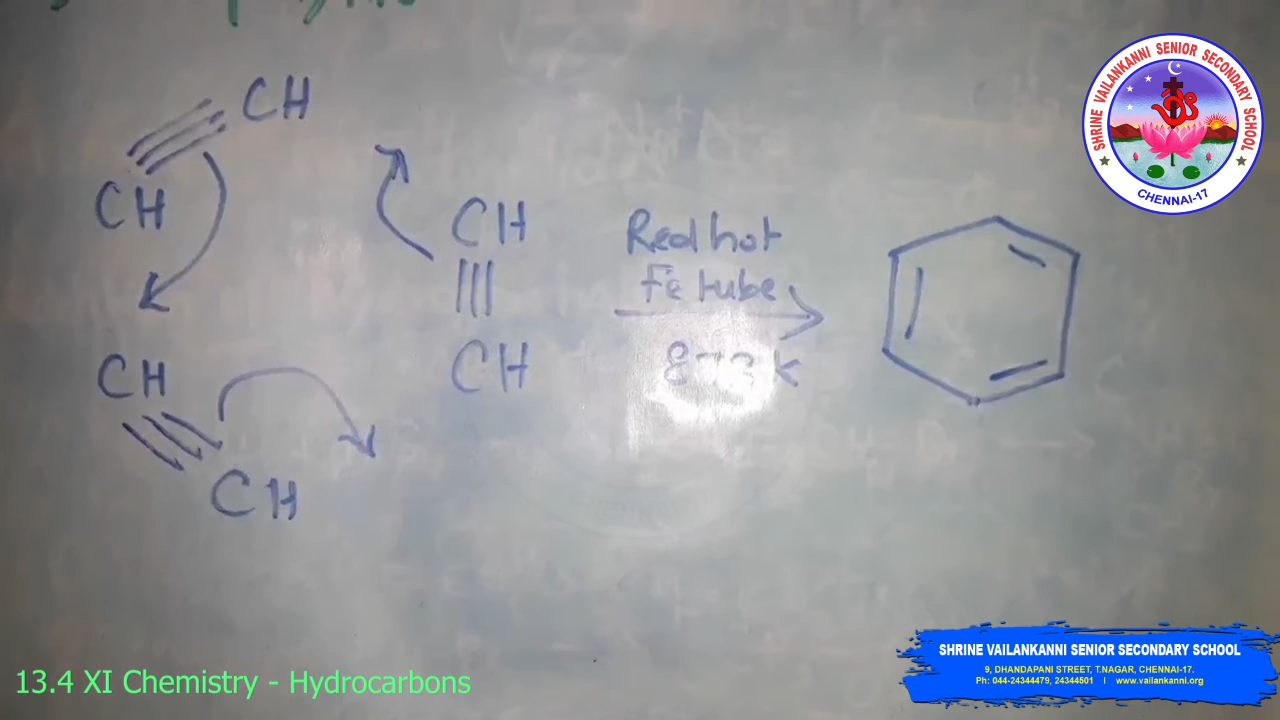 CH
CH
CH
CH
CH
CH
Red hot
Fe tube
873 K
SHRINE VAILANKANNI SENIOR SECONDARY SCHOOL
CHENNAI-17
13.4 XI Chemistry - Hydrocarbons
SHRINE VAILANKANNI SENIOR SECONDARY SCHOOL
9, DHANDAPANI STREET, T.NAGAR, CHENNAI-17.
Ph: 044-24344479, 24344501 I www.vailankanni.org